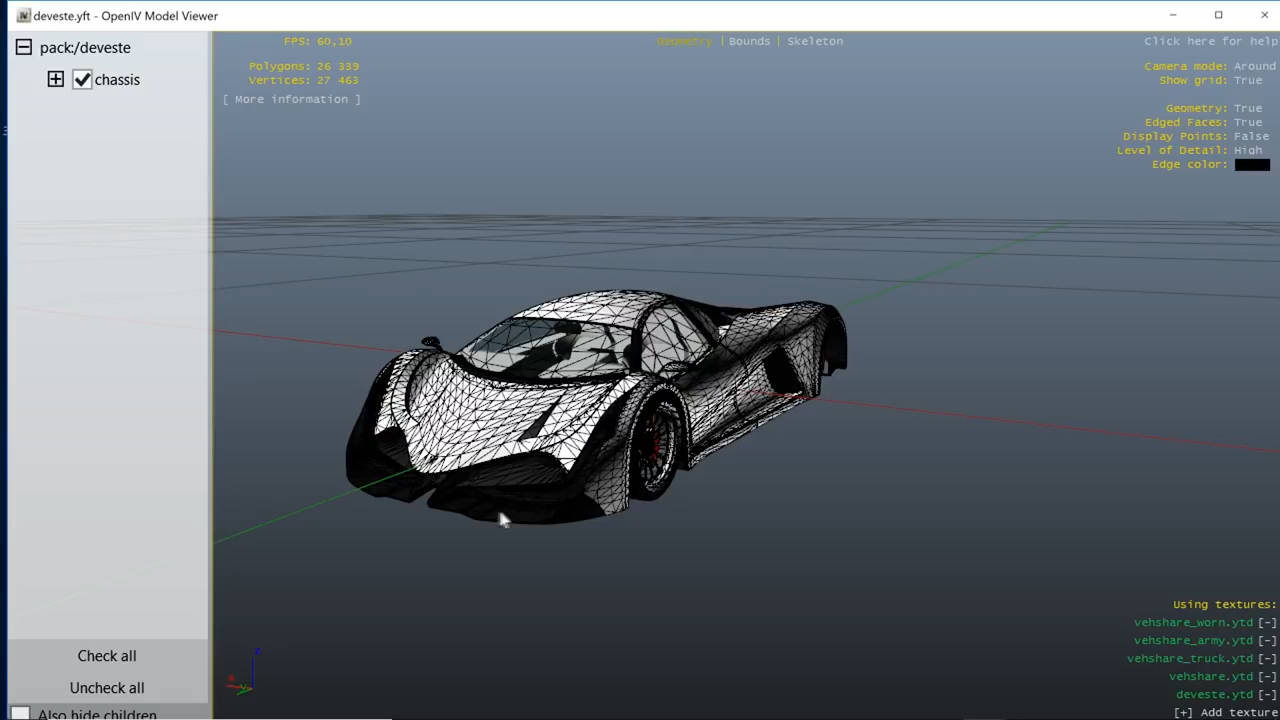 deveste.yft - OpenIV Model Viewer
pack:/deveste
chassis
FPS: 60,10
Polygons: 26 339
Vertices: 27 463
[ More information ]
Geometry | Bounds | Skeleton
Click here for help
Camera mode: Around
Show grid: True
Geometry: True
Edged Faces: True
Display Points: False
Level of Detail: High
Edge color:
Check all
Uncheck all
Also hide children
Using textures:
vehshare_worn.ytd [-]
vehshare_army.ytd [-]
vehshare_truck.ytd [-]
vehshare.ytd [-]
deveste.ytd [-]
[+] Add texture